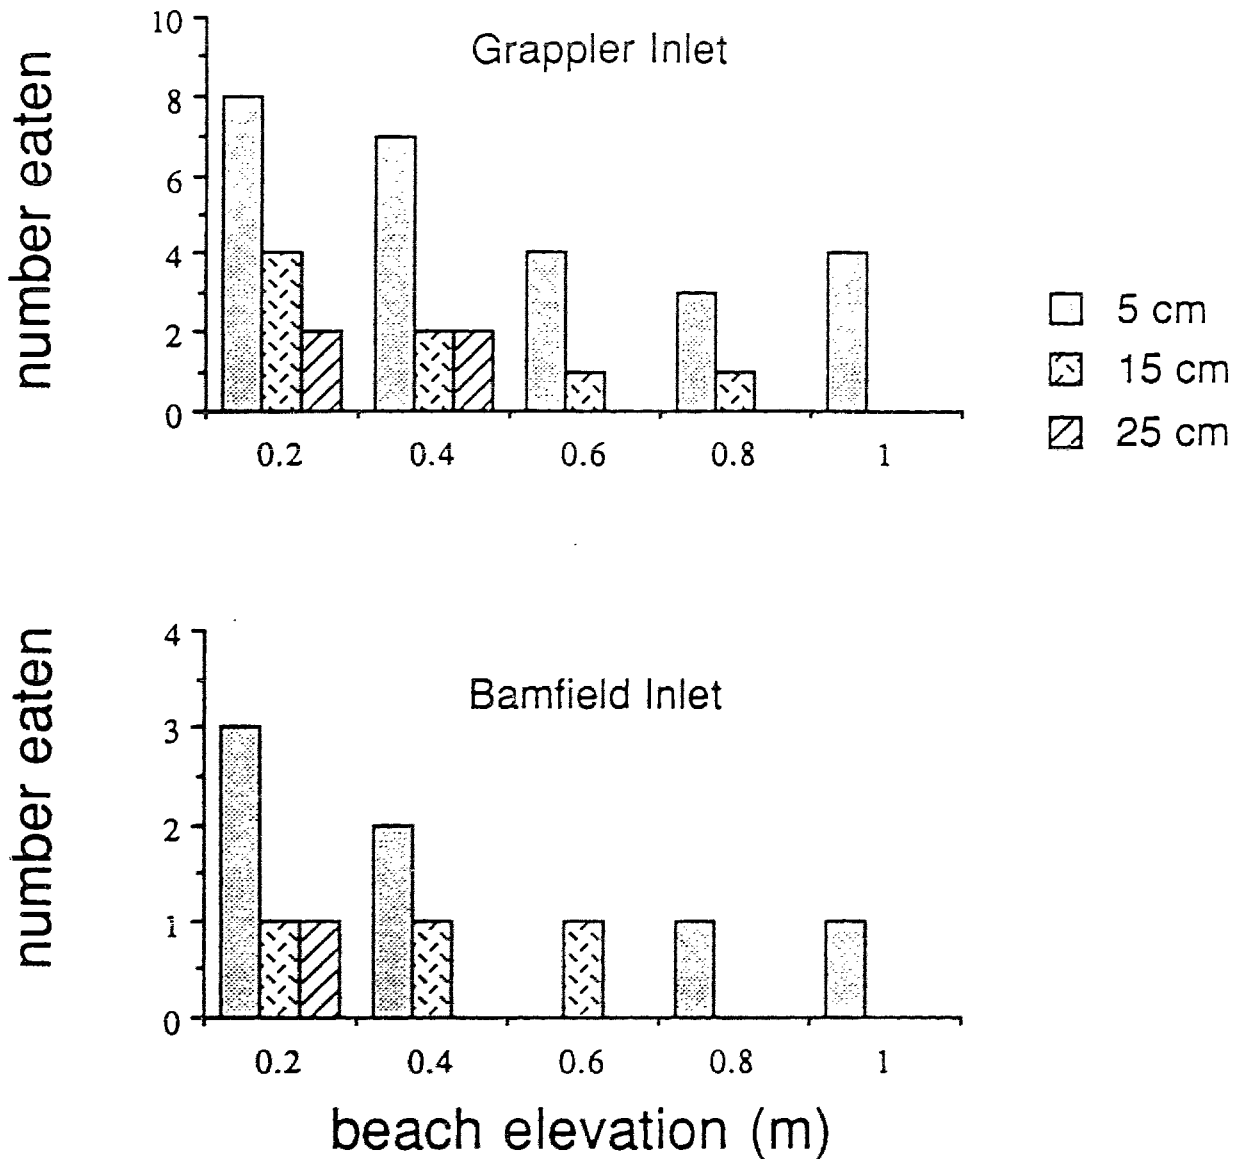 Grappler Inlet
number eaten
10
8
6
4
2
0
0.2 0.4 0.6 0.8 1
5 cm
15 cm
25 cm
Bamfield Inlet
number eaten
4
3
2
1
0
0.2 0.4 0.6 0.8 1
beach elevation (m)